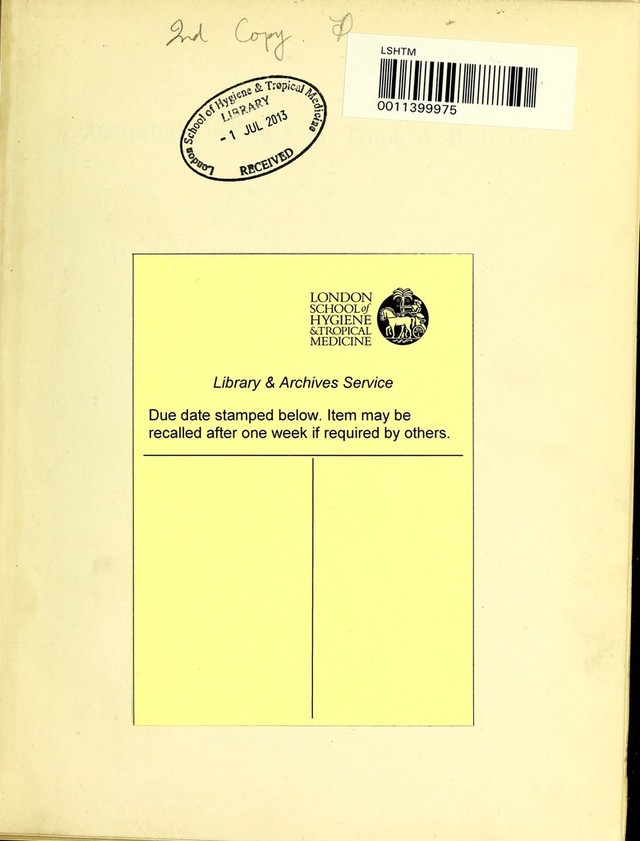 2nd Copy.
LSHTM
0011399975
London School of Hygiene & Tropical Medicine
LIBRARY
-1 JUL 2013
RECEIVED
LONDON
SCHOOL of
HYGIENE
& TROPICAL
MEDICINE
Library & Archives Service
Due date stamped below. Item may be
recalled after one week if required by others.